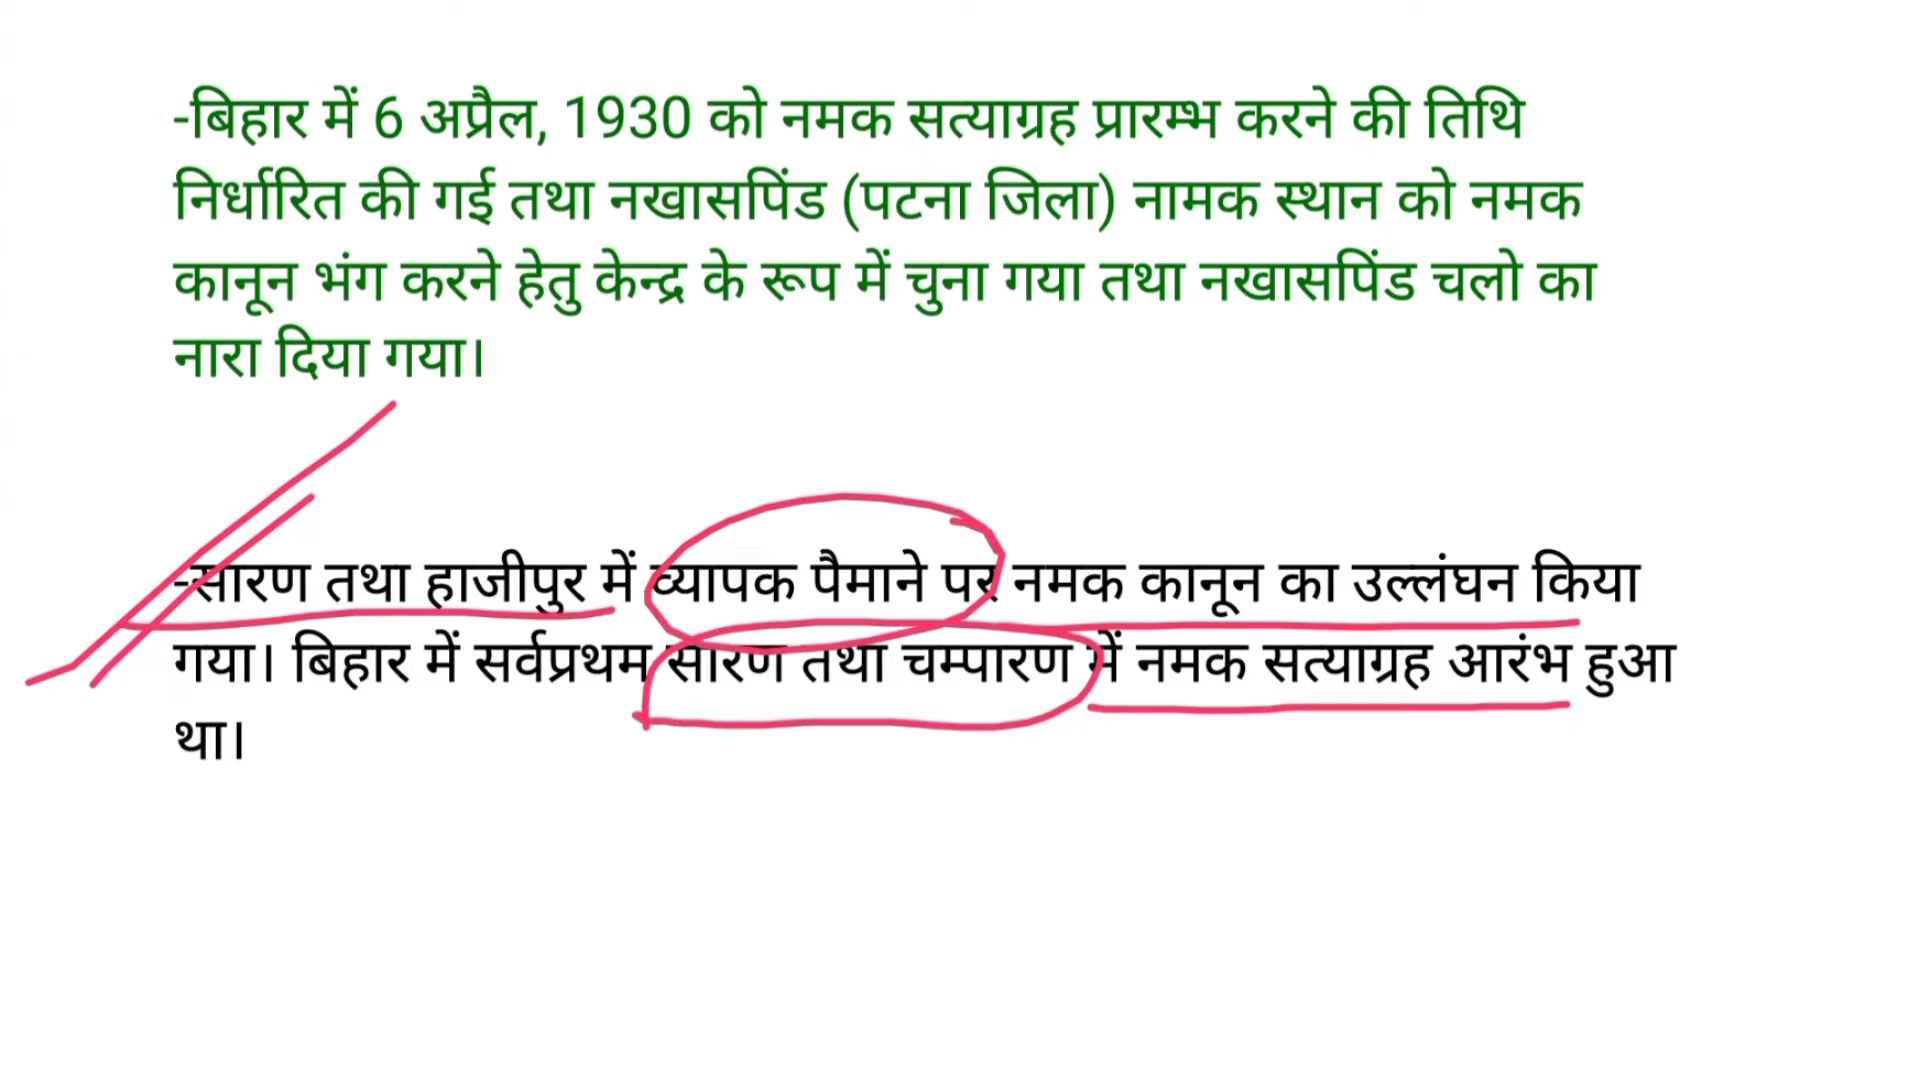 -बिहार में 6 अप्रैल, 1930 को नमक सत्याग्रह प्रारम्भ करने की तिथि
निर्धारित की गई तथा नखासपिंड (पटना जिला) नामक स्थान को नमक
कानून भंग करने हेतु केन्द्र के रूप में चुना गया तथा नखासपिंड चलो का
नारा दिया गया।
-सारण तथा हाजीपुर में व्यापक पैमाने पर नमक कानून का उल्लंघन किया
गया। बिहार में सर्वप्रथम सारण तथा चम्पारण में नमक सत्याग्रह आरंभ हुआ
था।